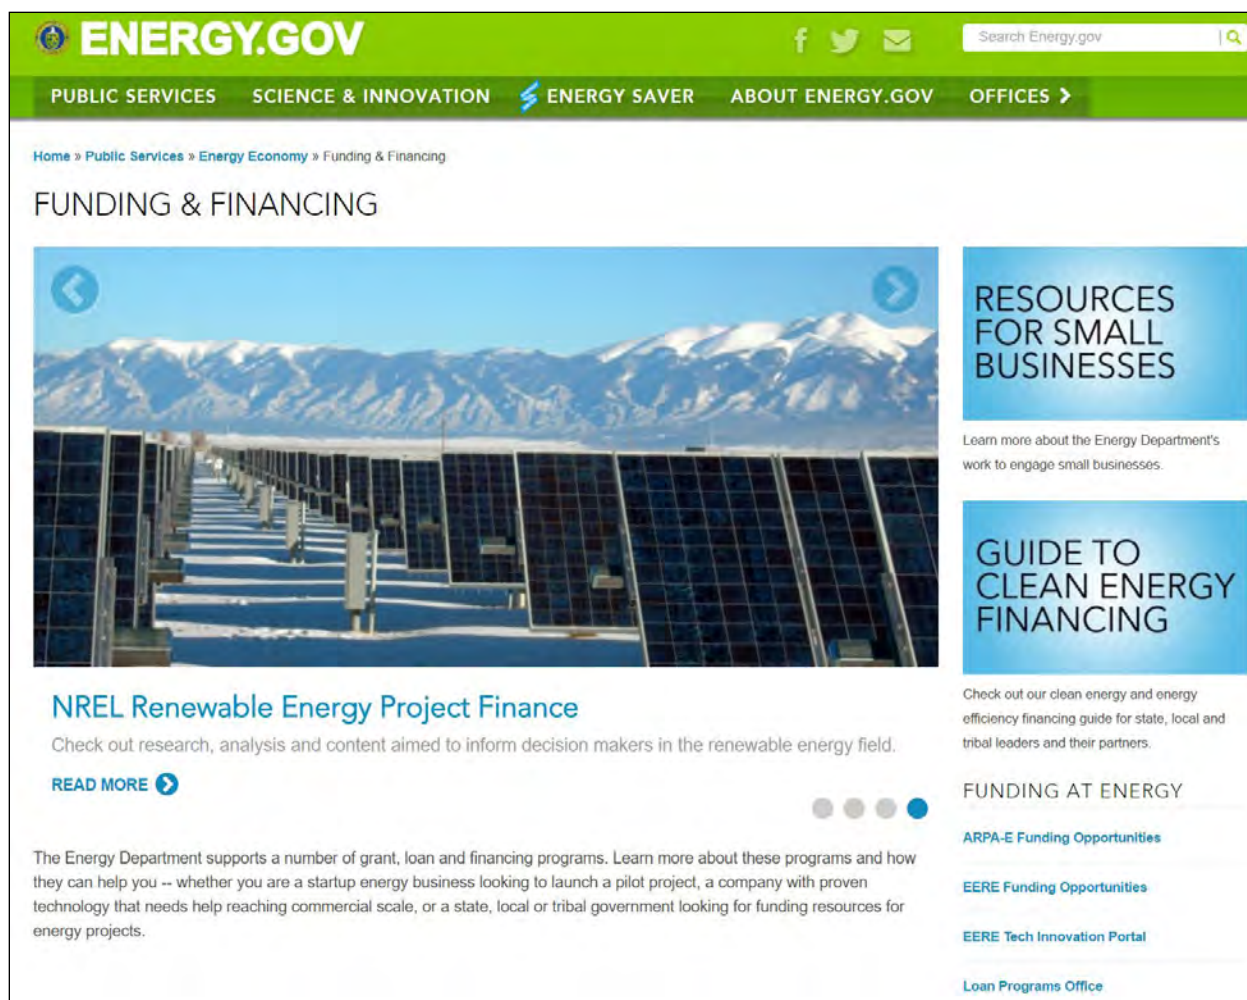 ENERGY.GOV
Search Energy.gov
PUBLIC SERVICES SCIENCE & INNOVATION ENERGY SAVER ABOUT ENERGY.GOV OFFICES
Home » Public Services » Energy Economy » Funding & Financing
FUNDING & FINANCING
NREL Renewable Energy Project Finance
Check out research, analysis and content aimed to inform decision makers in the renewable energy field.
READ MORE
The Energy Department supports a number of grant, loan and financing programs. Learn more about these programs and how
they can help you -- whether you are a startup energy business looking to launch a pilot project, a company with proven
technology that needs help reaching commercial scale, or a state, local or tribal government looking for funding resources for
energy projects.
RESOURCES
FOR SMALL
BUSINESSES
Learn more about the Energy Department's
work to engage small businesses.
GUIDE TO
CLEAN ENERGY
FINANCING
Check out our clean energy and energy
efficiency financing guide for state, local and
tribal leaders and their partners.
FUNDING AT ENERGY
ARPA-E Funding Opportunities
EERE Funding Opportunities
EERE Tech Innovation Portal
Loan Programs Office